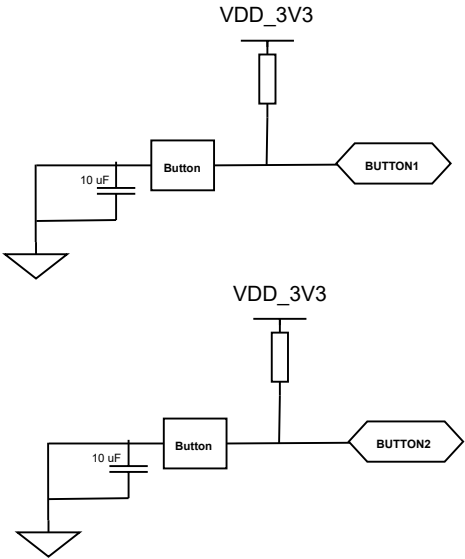 VDD_3V3
Button
BUTTON1
10 uF
VDD_3V3
Button
BUTTON2
10 uF